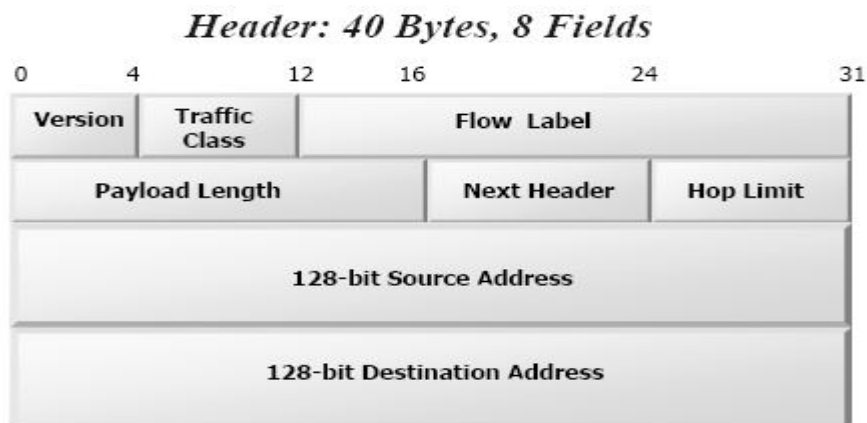 Header: 40 Bytes, 8 Fields
0 4 12 16 24 31
Version Traffic Class Flow Label
Payload Length Next Header Hop Limit
128-bit Source Address
128-bit Destination Address